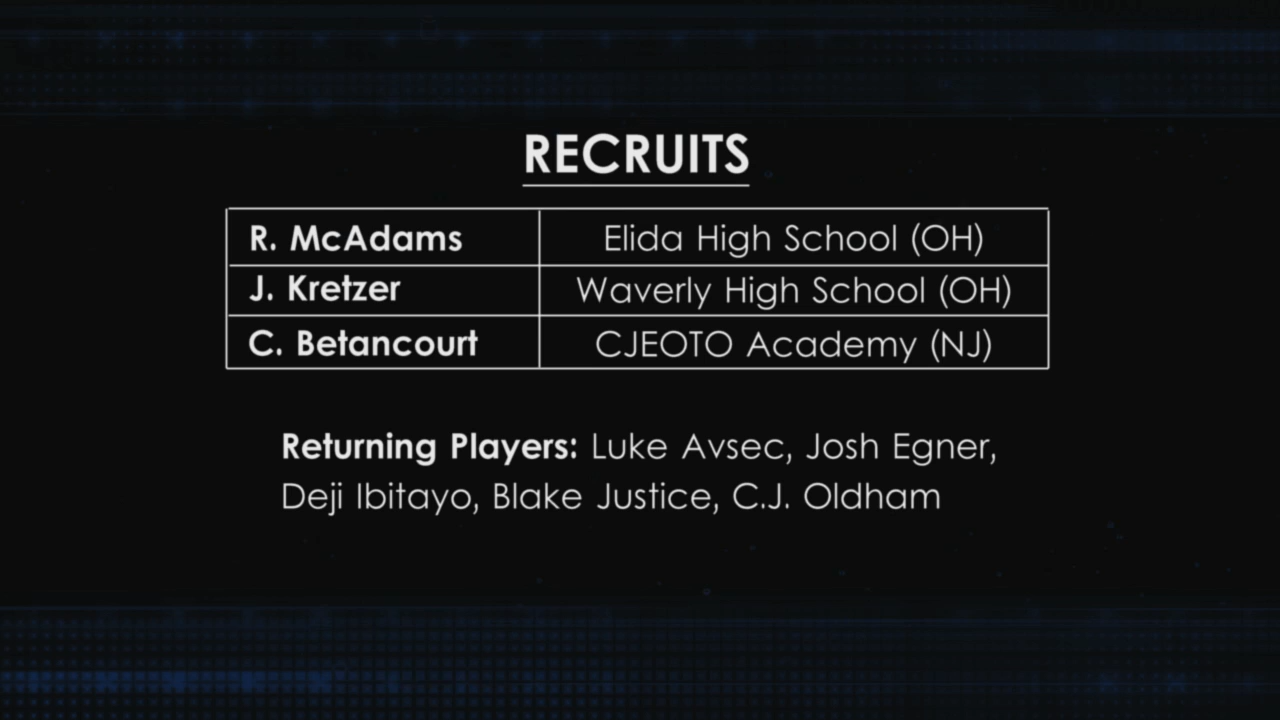 RECRUITS
R. McAdams Elida High School (OH)
J. Kretzer Waverly High School (OH)
C. Betancourt CJEOTO Academy (NJ)
Returning Players: Luke Avsec, Josh Egner,
Deji Ibitayo, Blake Justice, C.J. Oldham